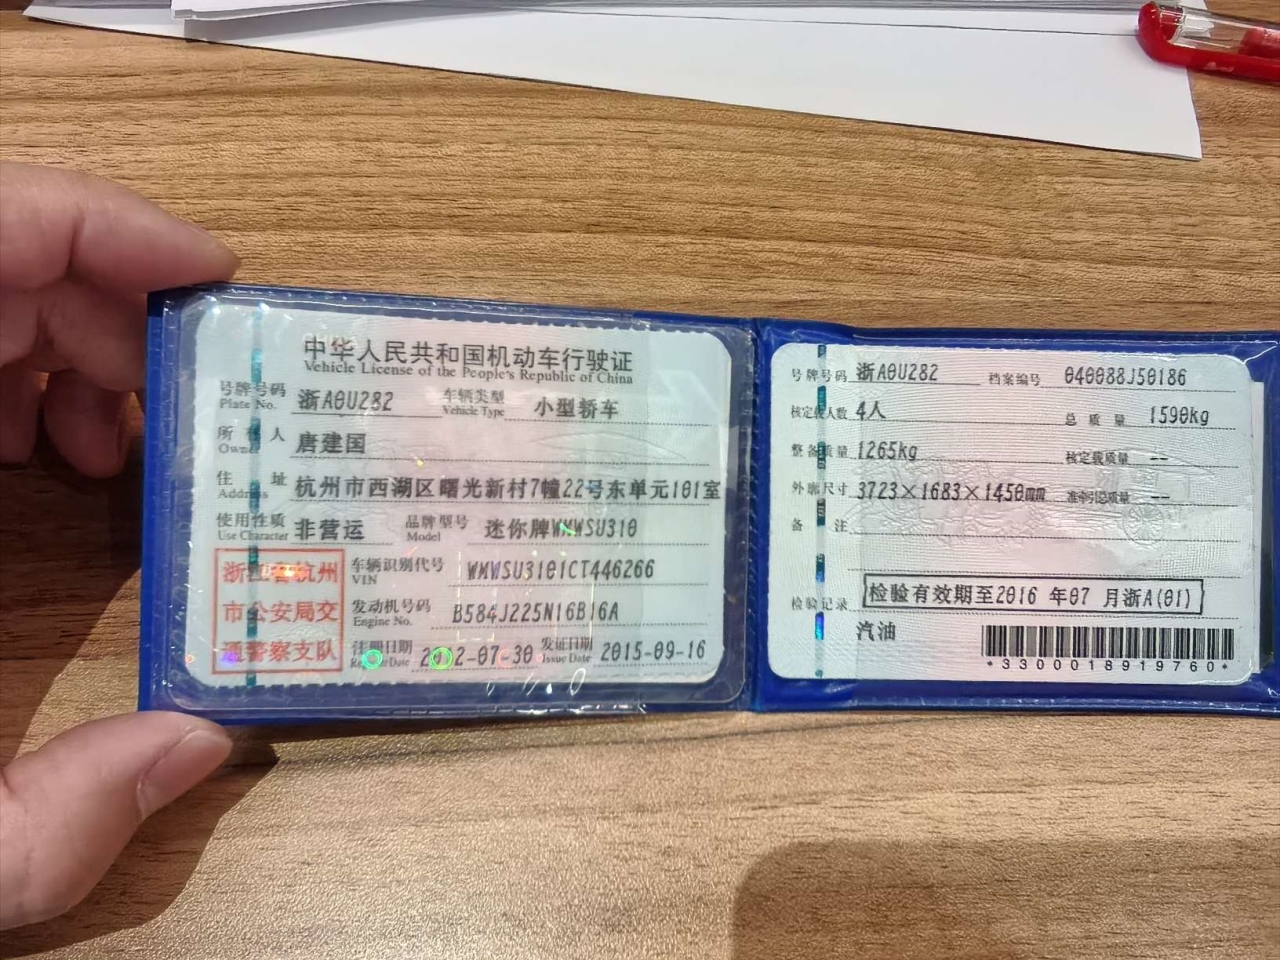 中华人民共和国机动车行驶证
Vehicle License of the People's Republic of China
号牌号码 浙A0U282 车辆类型 小型轿车
Plate No. Vehicle Type
所有人 唐建国
Owner
住址 杭州市西湖区曙光新村7幢22号东单元101室
Address
使用性质 非营运 品牌型号 迷你牌WMWSU310
Use Character Model
浙江省杭州
市公安局交
通警察支队
车辆识别代号 WMWSU3101CT446266
VIN
发动机号码 B584J225N16B16A
Engine No.
注册日期 2012-07-30 发证日期 2015-09-16
Register Date Issue Date
号牌号码 浙A0U282 档案编号 040088J50186
核定载人数 4人 总质量 1590kg
整备质量 1265kg 核定载质量 --
外廓尺寸 3723×1683×1450mm 准牵引总质量 --
备注
检验记录 检验有效期至2016 年07 月浙A(01)
汽油
*3300018919760*